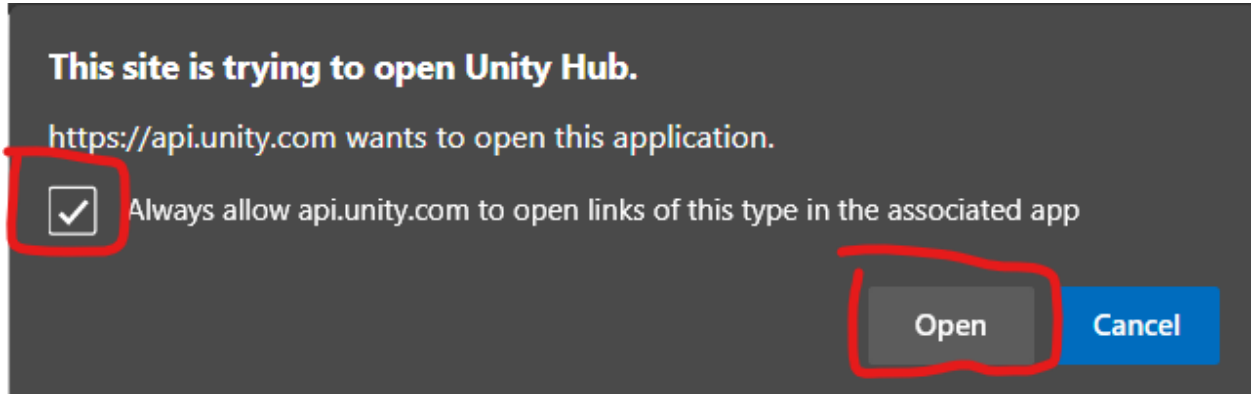 This site is trying to open Unity Hub.
https://api.unity.com wants to open this application.
Always allow api.unity.com to open links of this type in the associated app
Open Cancel